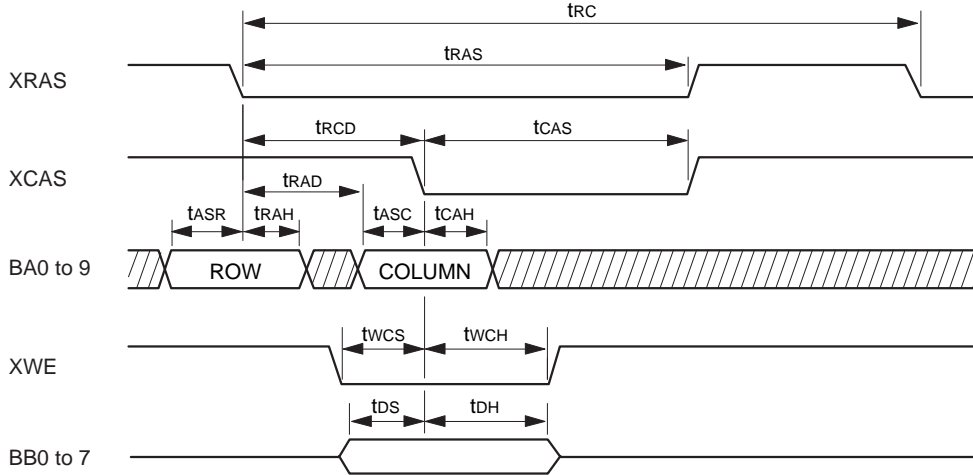 tRC
tRAS
XRAS
tRCD
tCAS
XCAS
tRAD
tASR
tRAH
tASC
tCAH
BA0 to 9
ROW
COLUMN
tWCS
tWCH
XWE
tDS
tDH
BB0 to 7